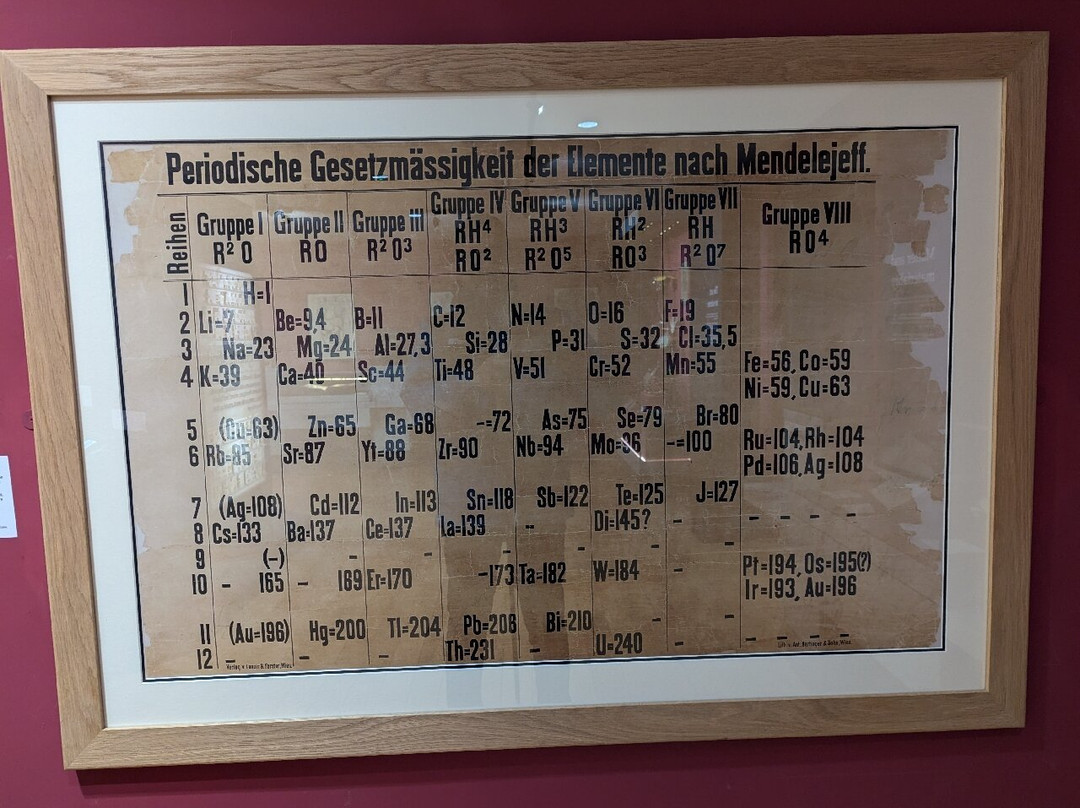 Periodische Gesetzmässigkeit der Elemente nach Mendelejeff.
Reihen Gruppe I R²O Gruppe II RO Gruppe III R²O³ Gruppe IV RH⁴ RO² Gruppe V RH³ R²O⁵ Gruppe VI RH² RO³ Gruppe VII RH R²O⁷ Gruppe VIII RO⁴
1 H=1
2 Li=7 Be=9,4 B=11 C=12 N=14 O=16 F=19
3 Na=23 Mg=24 Al=27,3 Si=28 P=31 S=32 Cl=35,5
4 K=39 Ca=40 Sc=44 Ti=48 V=51 Cr=52 Mn=55 Fe=56, Co=59
Ni=59, Cu=63
5 (Cu=63) Zn=65 Ga=68 -=72 As=75 Se=79 Br=80
6 Rb=85 Sr=87 Yt=88 Zr=90 Nb=94 Mo=96 -=100 Ru=104, Rh=104
Pd=106, Ag=108
7 (Ag=108) Cd=112 In=113 Sn=118 Sb=122 Te=125 J=127
8 Cs=133 Ba=137 Ce=137 La=139 - Di=145? - - - - -
9 (-) - - - - - -
10 - 165 - 169 Er=170 -173 Ta=182 W=184 - Pt=194, Os=195(?)
Ir=193, Au=196
11 (Au=196) Hg=200 Tl=204 Pb=206 Bi=210 - -
12 - - - Th=231 - U=240 - - - - -